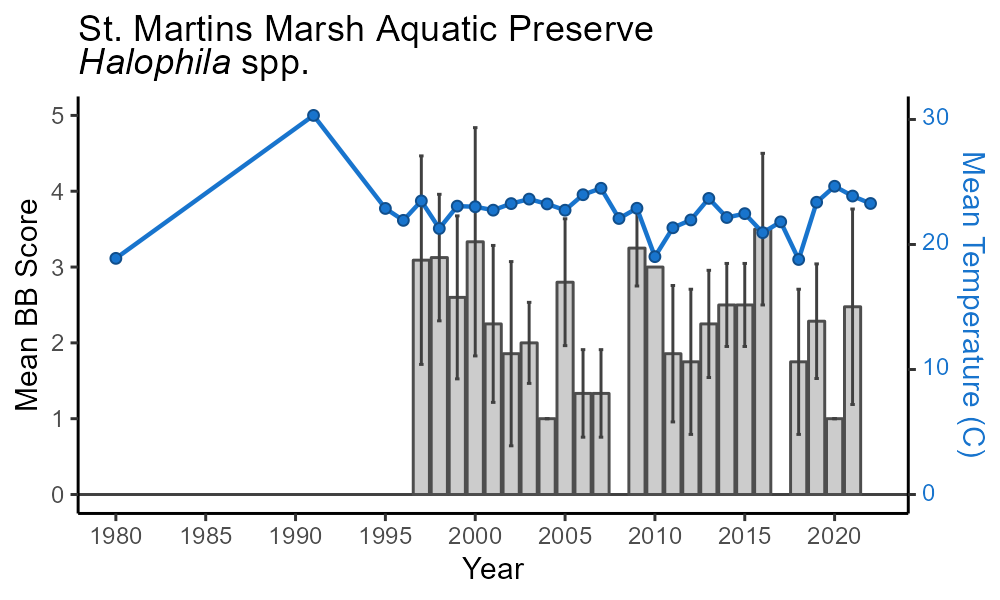 St. Martins Marsh Aquatic Preserve
Halophila spp.
5
4
3
2
1
0
Mean BB Score
30
20
10
0
Mean Temperature (C)
1980 1985 1990 1995 2000 2005 2010 2015 2020
Year